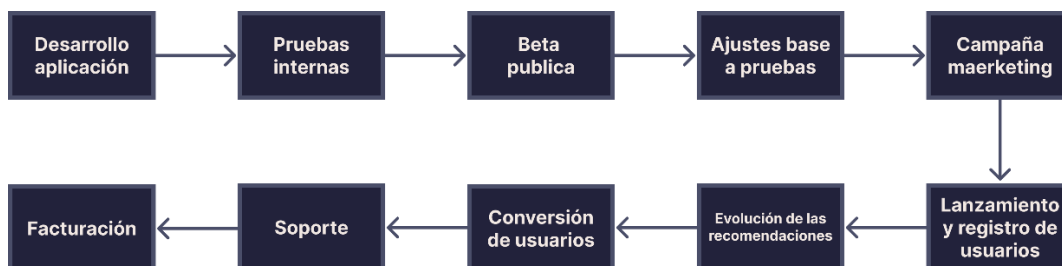 Desarrollo
aplicación
Pruebas
internas
Beta
publica
Ajustes base
a pruebas
Campaña
maerketing
Lanzamiento
y registro de
usuarios
Evolución de las
recomendaciones
Conversión
de usuarios
Soporte
Facturación